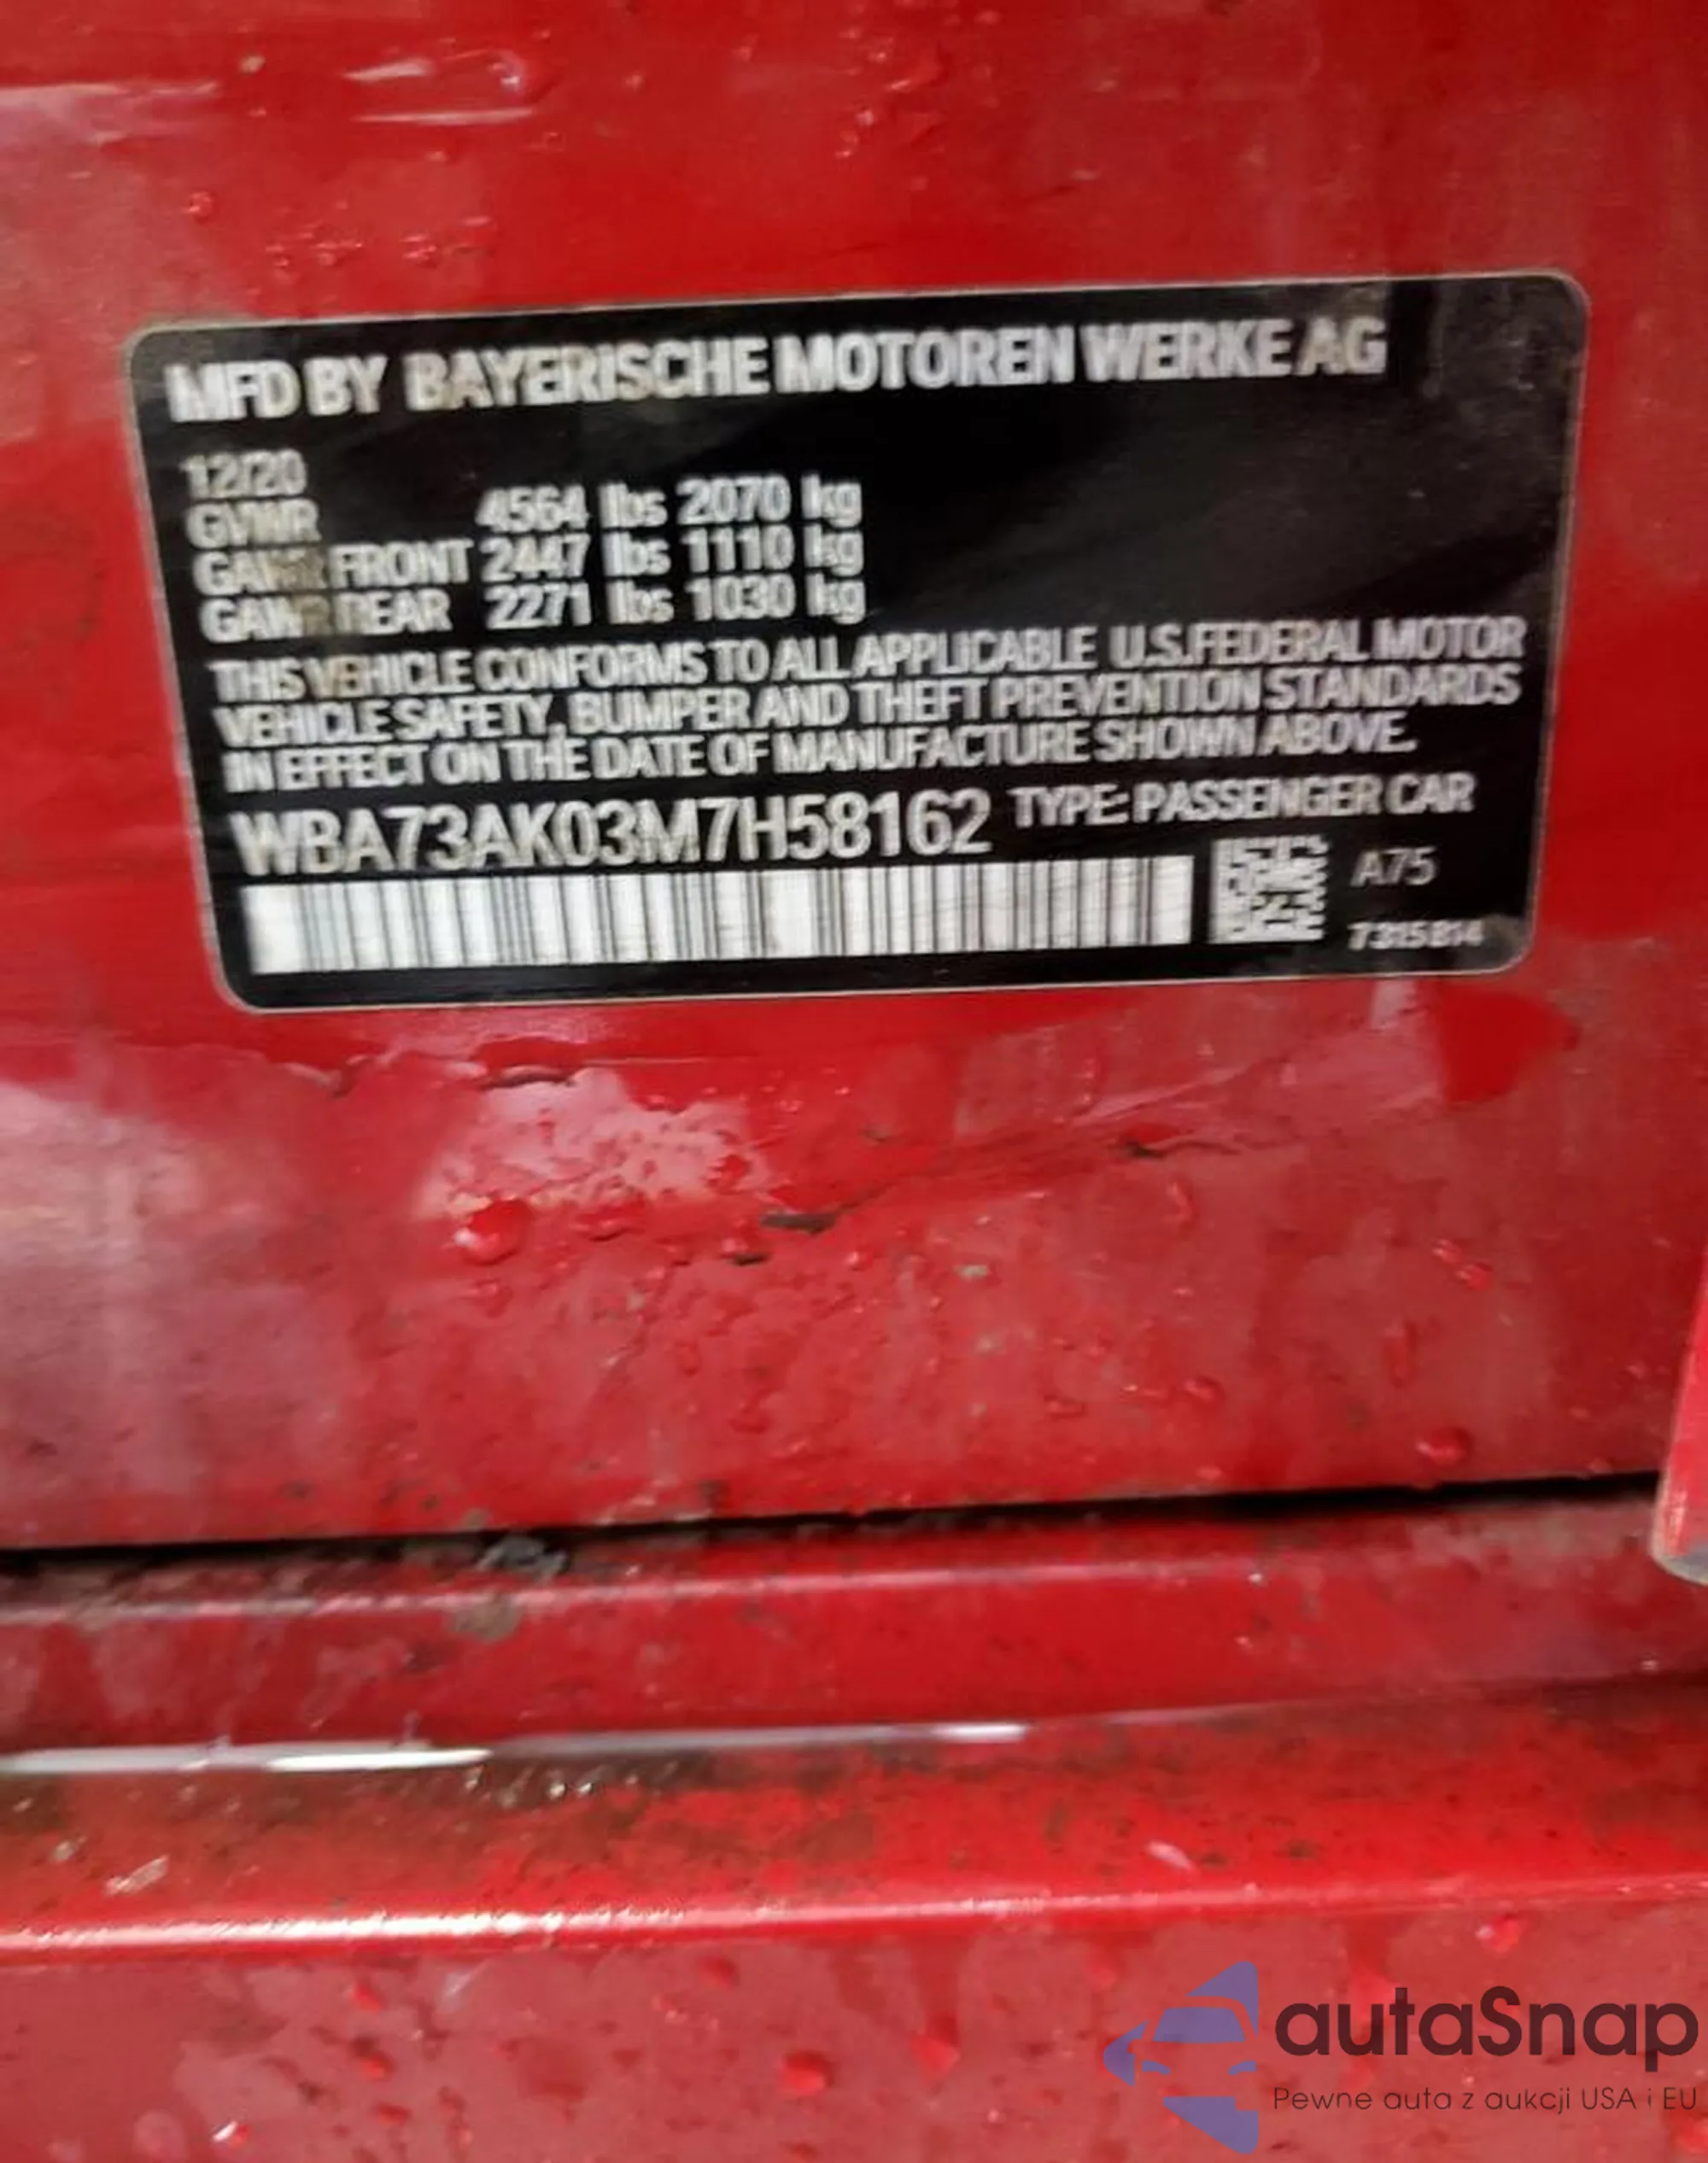 MFD BY BAYERISCHE MOTOREN WERKE AG
12/20
GVWR 4564 lbs 2070 kg
GAWR FRONT 2447 lbs 1110 kg
GAWR REAR 2271 lbs 1030 kg
THIS VEHICLE CONFORMS TO ALL APPLICABLE U.S.FEDERAL MOTOR
VEHICLE SAFETY, BUMPER AND THEFT PREVENTION STANDARDS
IN EFFECT ON THE DATE OF MANUFACTURE SHOWN ABOVE.
WBA73AK03M7H58162 TYPE: PASSENGER CAR
A75
7315814
autaSnap
Pewne auta z aukcji USA i EU